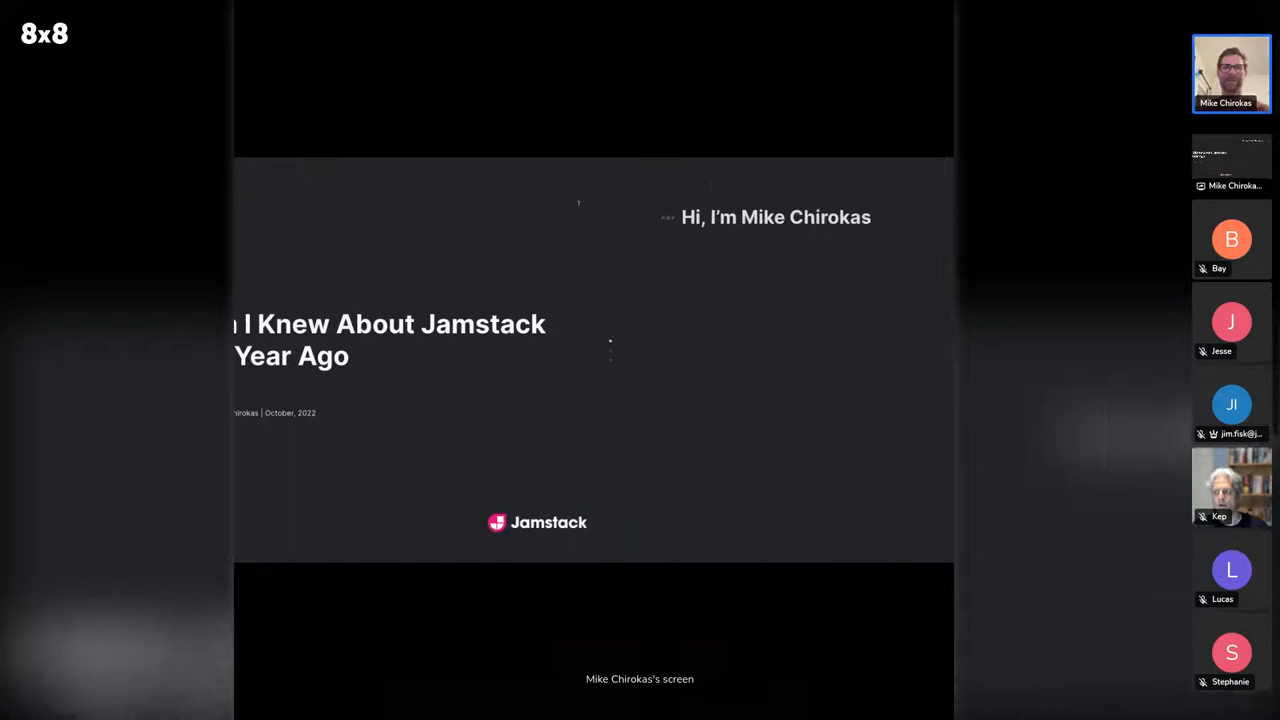 8x8
1
Hi, I'm Mike Chirokas
I Knew About Jamstack
Year Ago
| October, 2022
Jamstack
Mike Chirokas's screen
Mike Chirokas
Mike Chiroka...
B
Bay
J
Jesse
JI
jim.fisk@j...
Kep
L
Lucas
S
Stephanie